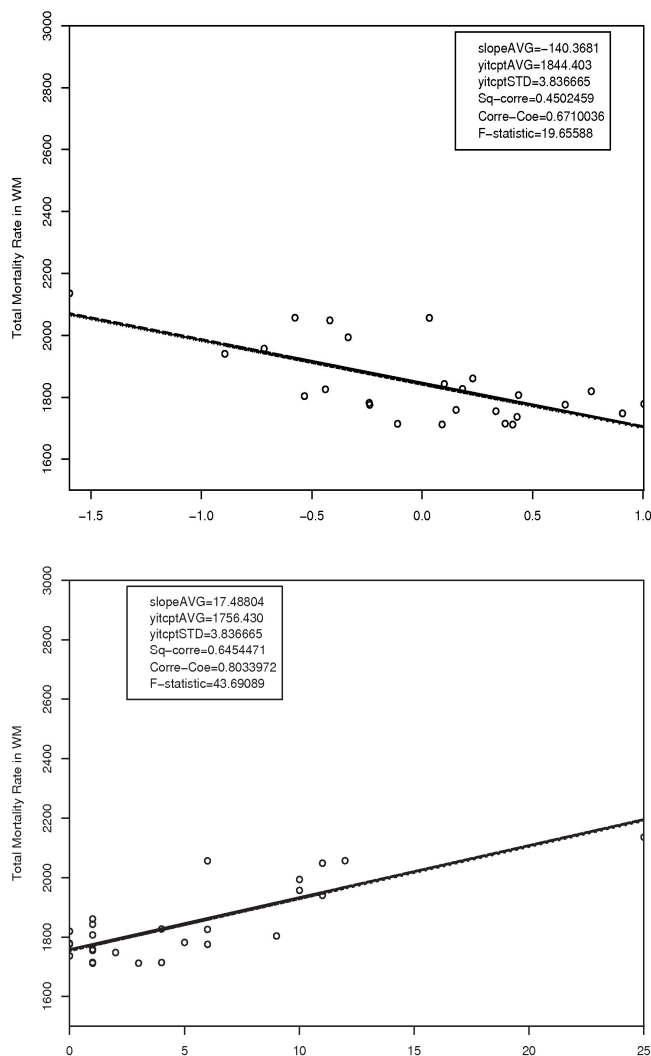 3000
slopeAVG=−140.3681
yitcptAVG=1844.403
yitcptSTD=3.836665
Sq−corre=0.4502459
Corre−Coe=0.6710036
F−statistic=19.65588
2800
2600
2400
2200
2000
1800
1600
Total Mortality Rate in WM
−1.5 −1.0 −0.5 0.0 0.5 1.0
3000
slopeAVG=17.48804
yitcptAVG=1756.430
yitcptSTD=3.836665
Sq−corre=0.6454471
Corre−Coe=0.8033972
F−statistic=43.69089
2800
2600
2400
2200
2000
1800
1600
Total Mortality Rate in WM
0 5 10 15 20 25